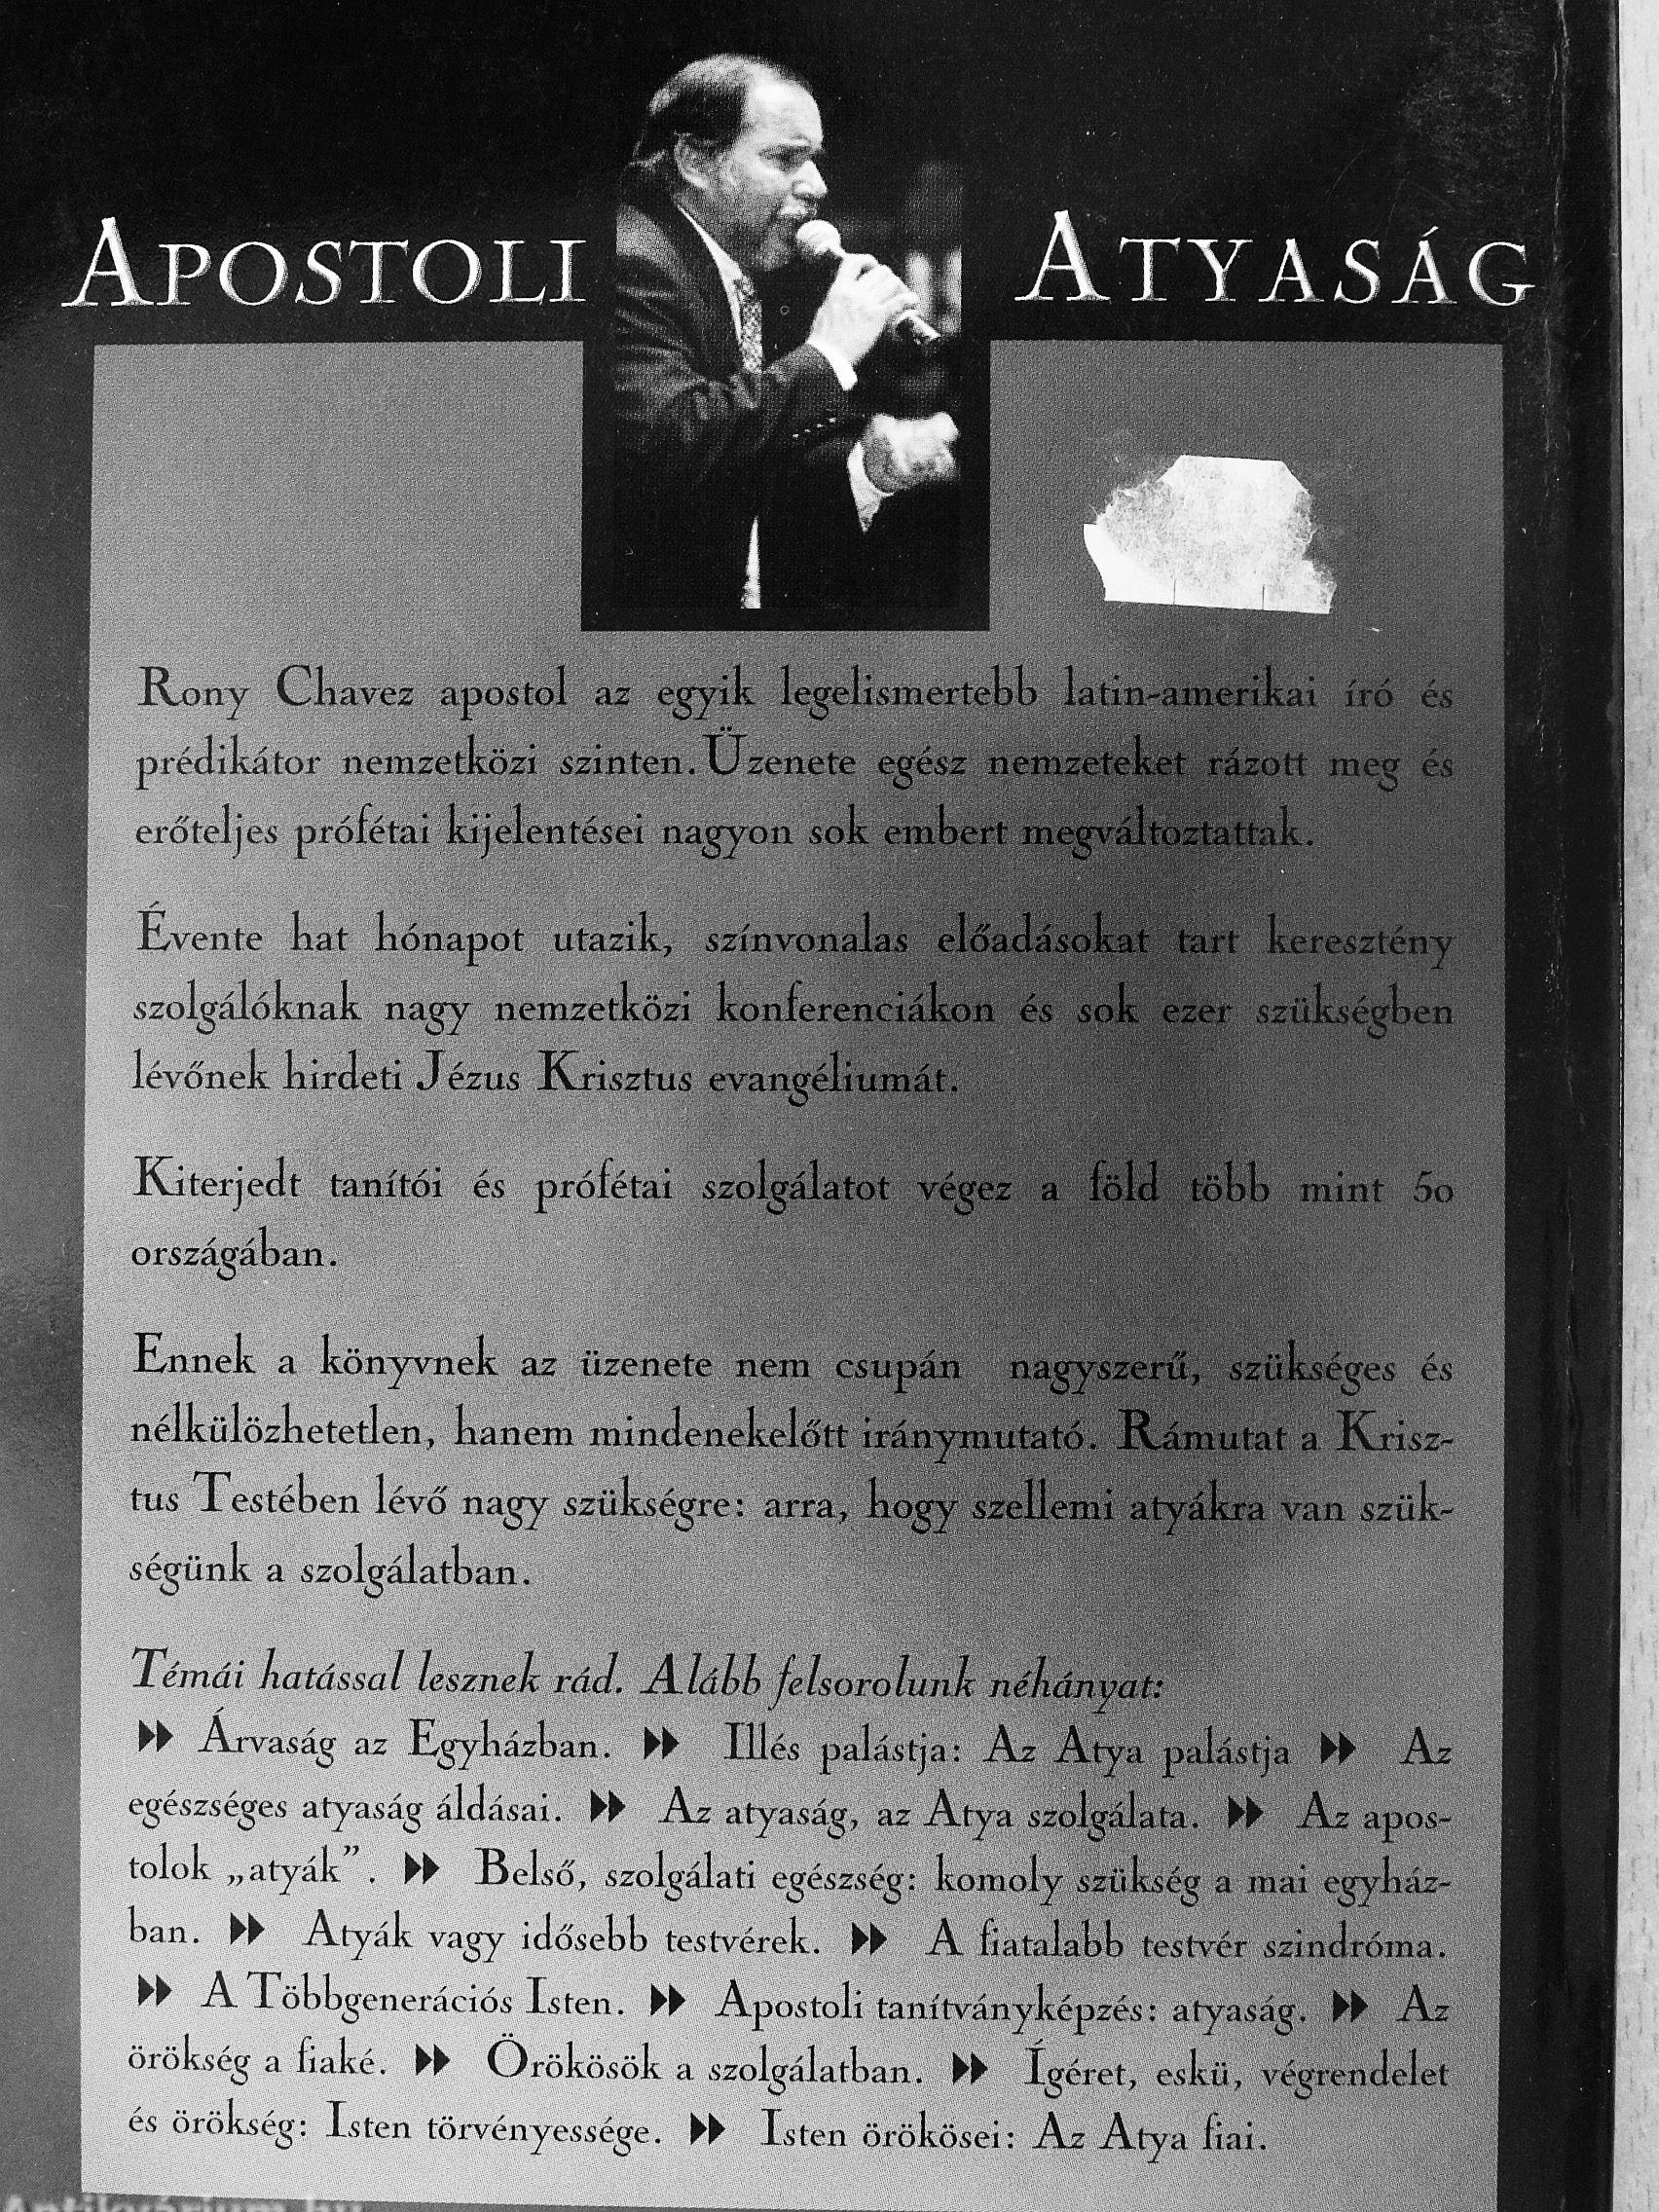 APOSTOLI ATYASÁG
Rony Chavez apostol az egyik legelismertebb latin-amerikai író és
prédikátor nemzetközi szinten. Üzenete egész nemzeteket rázott meg és
erőteljes prófétai kijelentései nagyon sok embert megváltoztattak.
Évente hat hónapot utazik, színvonalas előadásokat tart keresztény
szolgálóknak nagy nemzetközi konferenciákon és sok ezer szükségben
lévőnek hirdeti Jézus Krisztus evangéliumát.
Kiterjedt tanítói és prófétai szolgálatot végez a föld több mint 50
országában.
Ennek a könyvnek az üzenete nem csupán nagyszerű, szükséges és
nélkülözhetetlen, hanem mindenekelőtt iránymutató. Rámutat a Krisz-
tus Testében lévő nagy szükségre: arra, hogy szellemi atyákra van szük-
ségünk a szolgálatban.
Témái hatással lesznek rád. Alább felsorolunk néhányat:
▶▶ Árvaság az Egyházban. ▶▶ Illés palástja: Az Atya palástja ▶▶ Az
egészséges atyaság áldásai. ▶▶ Az atyaság, az Atya szolgálata. ▶▶ Az apos-
tolok „atyák”. ▶▶ Belső, szolgálati egészség: komoly szükség a mai egyház-
ban. ▶▶ Atyák vagy idősebb testvérek. ▶▶ A fiatalabb testvér szindróma.
▶▶ A Többgenerációs Isten. ▶▶ Apostoli tanítványképzés: atyaság. ▶▶ Az
örökség a fiaké. ▶▶ Örökösök a szolgálatban. ▶▶ Ígéret, eskü, végrendelet
és örökség: Isten törvényessége. ▶▶ Isten örökösei: Az Atya fiai.